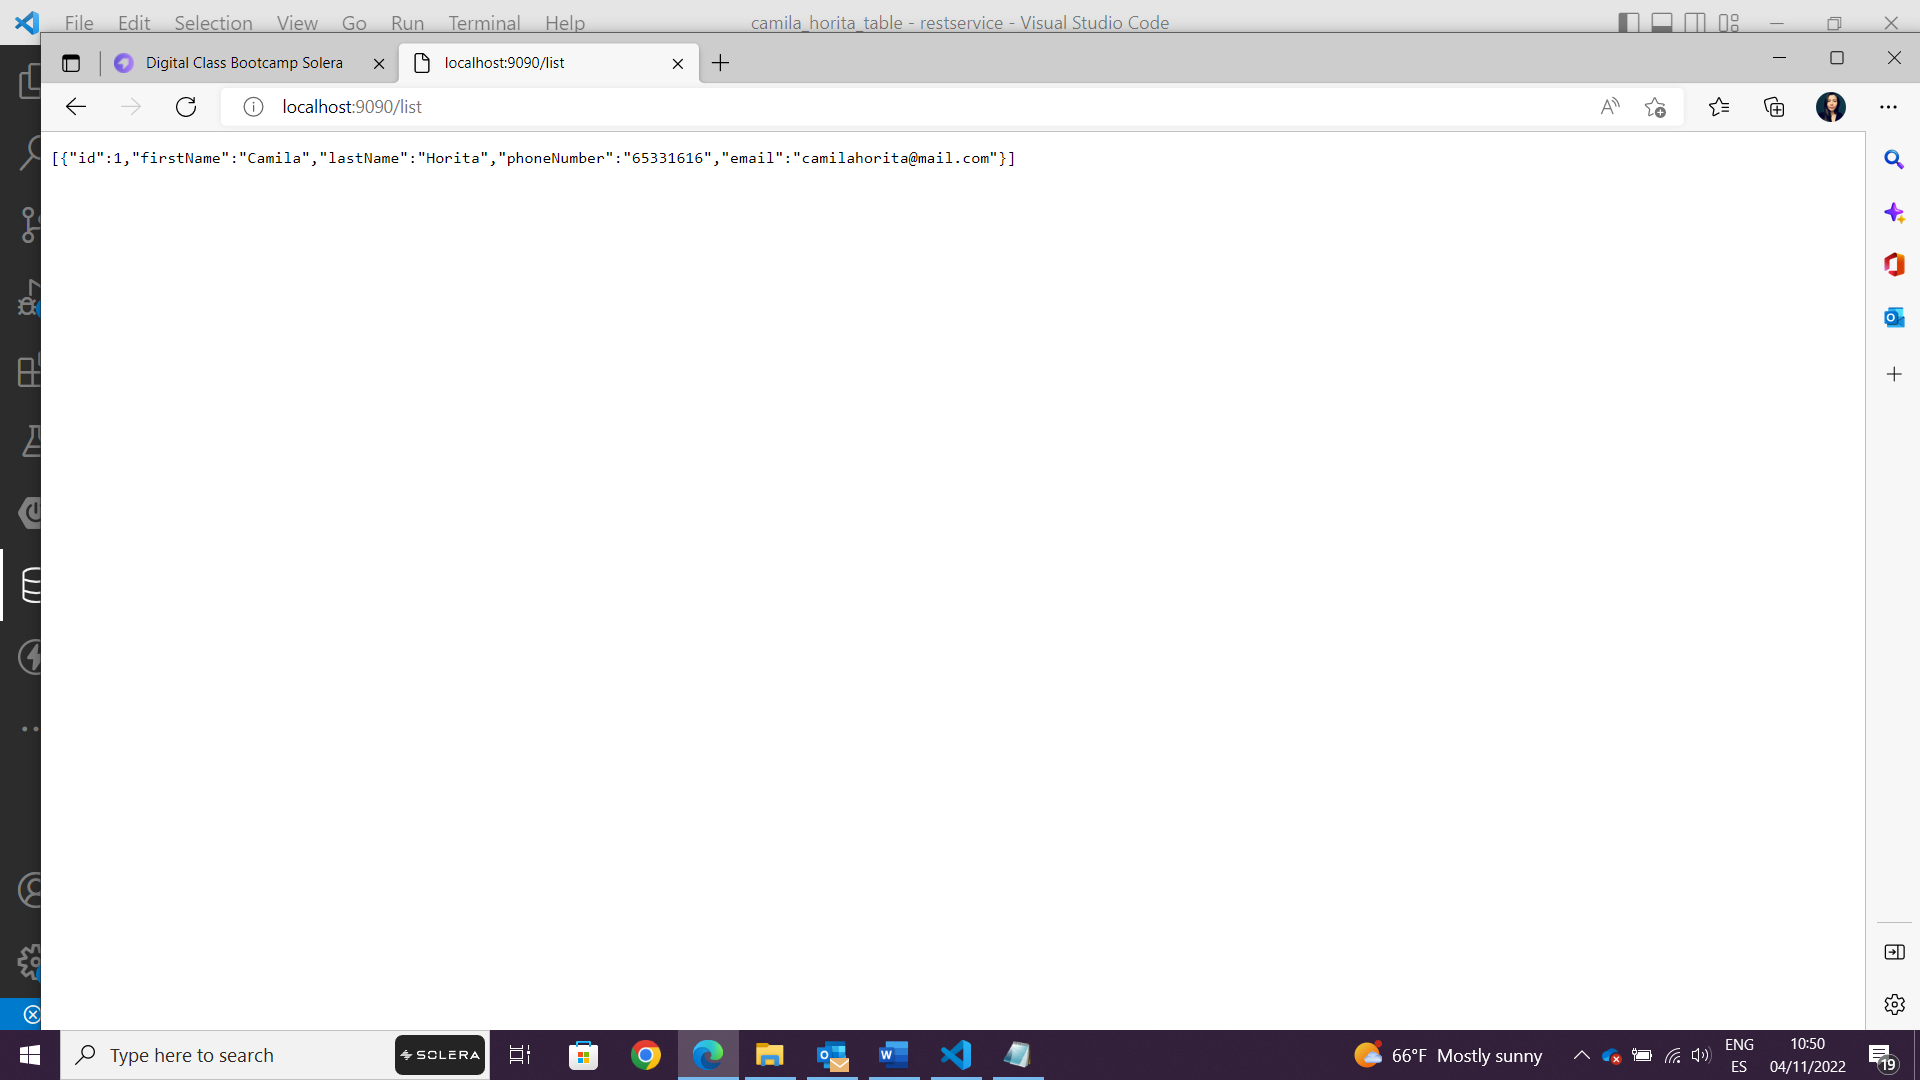 File Edit Selection View Go Run Terminal Help camila_horita_table - restservice - Visual Studio Code
Digital Class Bootcamp Solera localhost:9090/list
localhost:9090/list
[{"id":1,"firstName":"Camila","lastName":"Horita","phoneNumber":"65331616","email":"camilahorita@mail.com"}]
Type here to search SOLERA 66°F Mostly sunny ENG 10:50
ES 04/11/2022 19